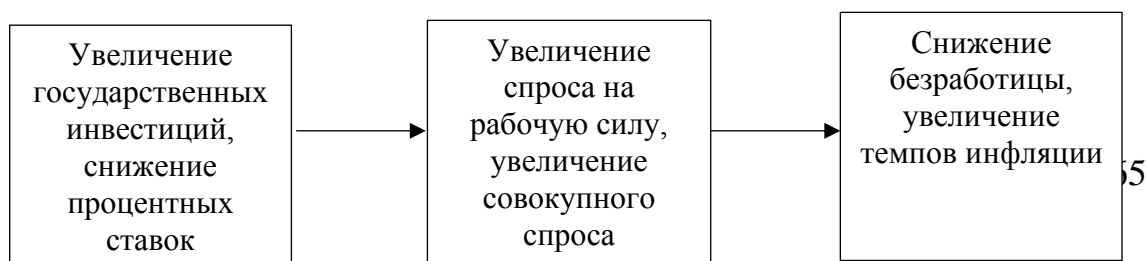 Увеличение
государственных
инвестиций,
снижение
процентных
ставок
Увеличение
спроса на
рабочую силу,
увеличение
совокупного
спроса
Снижение
безработицы,
увеличение
темпов инфляции